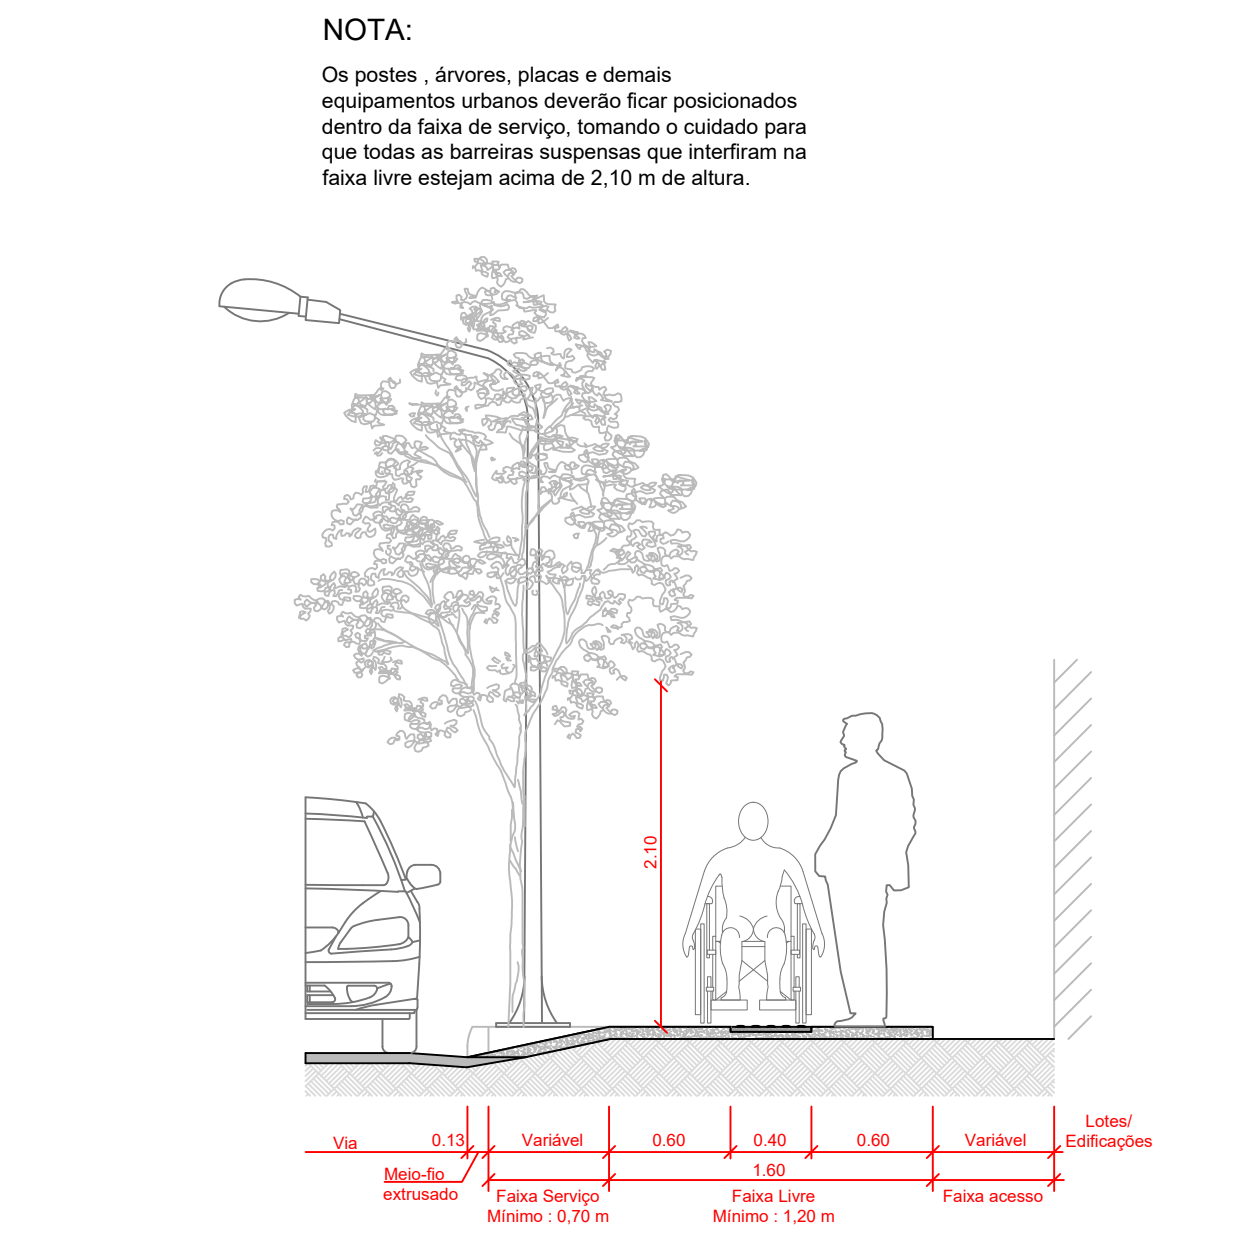 NOTA:
Os postes , árvores, placas e demais
equipamentos urbanos deverão ficar posicionados
dentro da faixa de serviço, tomando o cuidado para
que todas as barreiras suspensas que interfiram na
faixa livre estejam acima de 2,10 m de altura.
2.10
Via
0.13
Variável
0.60
0.40
0.60
Variável
Lotes/
Edificações
Meio-fio
extrusado
1.60
Faixa Serviço
Mínimo : 0,70 m
Faixa Livre
Mínimo : 1,20 m
Faixa acesso